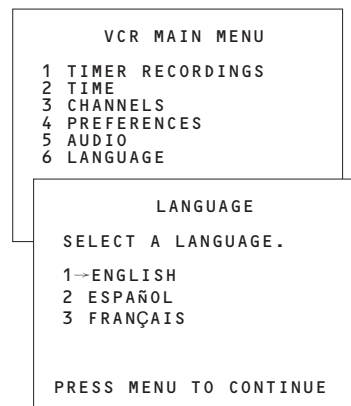 VCR MAIN MENU
1 TIMER RECORDINGS
2 TIME
3 CHANNELS
4 PREFERENCES
5 AUDIO
6 LANGUAGE
LANGUAGE
SELECT A LANGUAGE.
1→ENGLISH
2 ESPAÑOL
3 FRANÇAIS
PRESS MENU TO CONTINUE